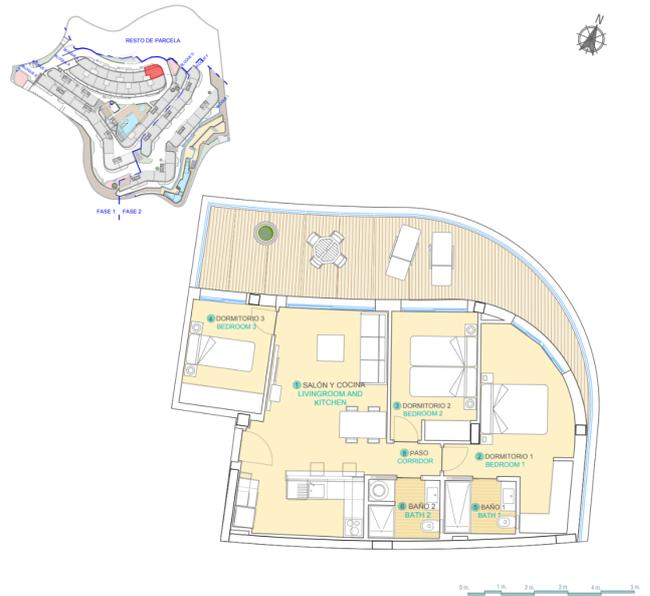 RESTO DE PARCELA
N
FASE 1
FASE 2
4 DORMITORIO 3
BEDROOM 3
1 SALÓN Y COCINA
LIVINGROOM AND
KITCHEN
3 DORMITORIO 2
BEDROOM 2
8 PASO
CORRIDOR
2 DORMITORIO 1
BEDROOM 1
6 BAÑO 2
BATH 2
5 BAÑO 1
BATH 1
0 m.
1 m.
2 m.
3 m.
4 m.
5 m.